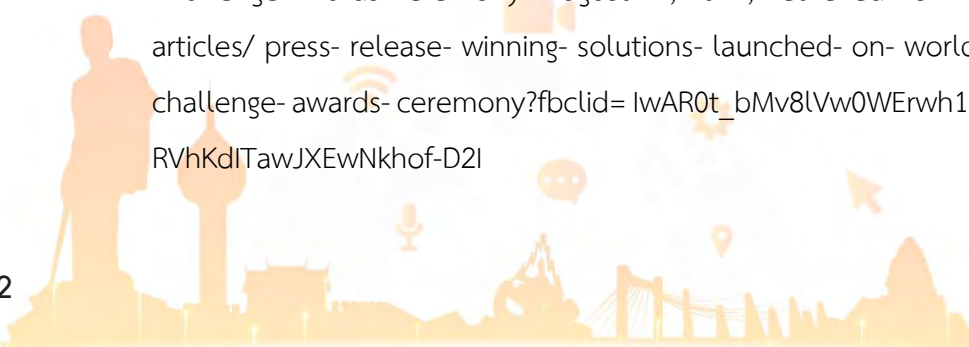 articles/ press- release- winning- solutions- launched- on- world
challenge- awards- ceremony?fbclid= IwAR0t_bMv8lVw0WErwh1
RVhKdITawJXEwNkhof-D2I
2